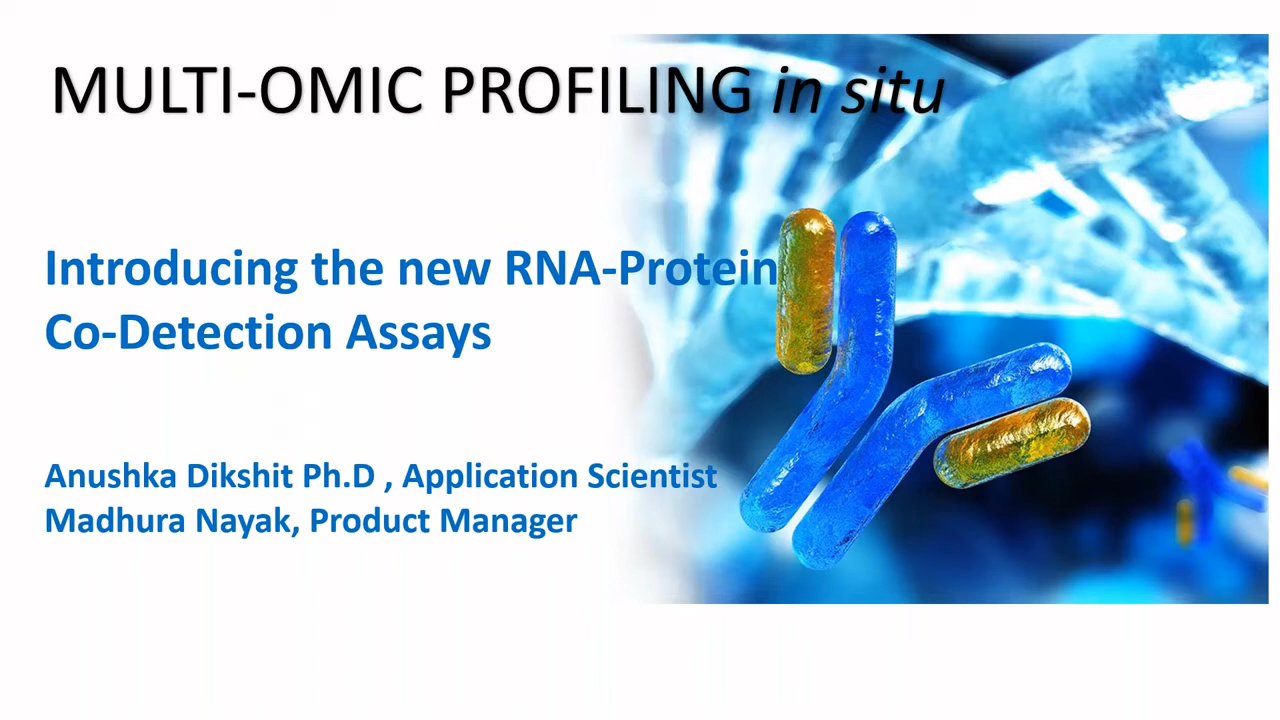 MULTI-OMIC PROFILING in situ
Introducing the new RNA-Protein
Co-Detection Assays
Anushka Dikshit Ph.D , Application Scientist
Madhura Nayak, Product Manager